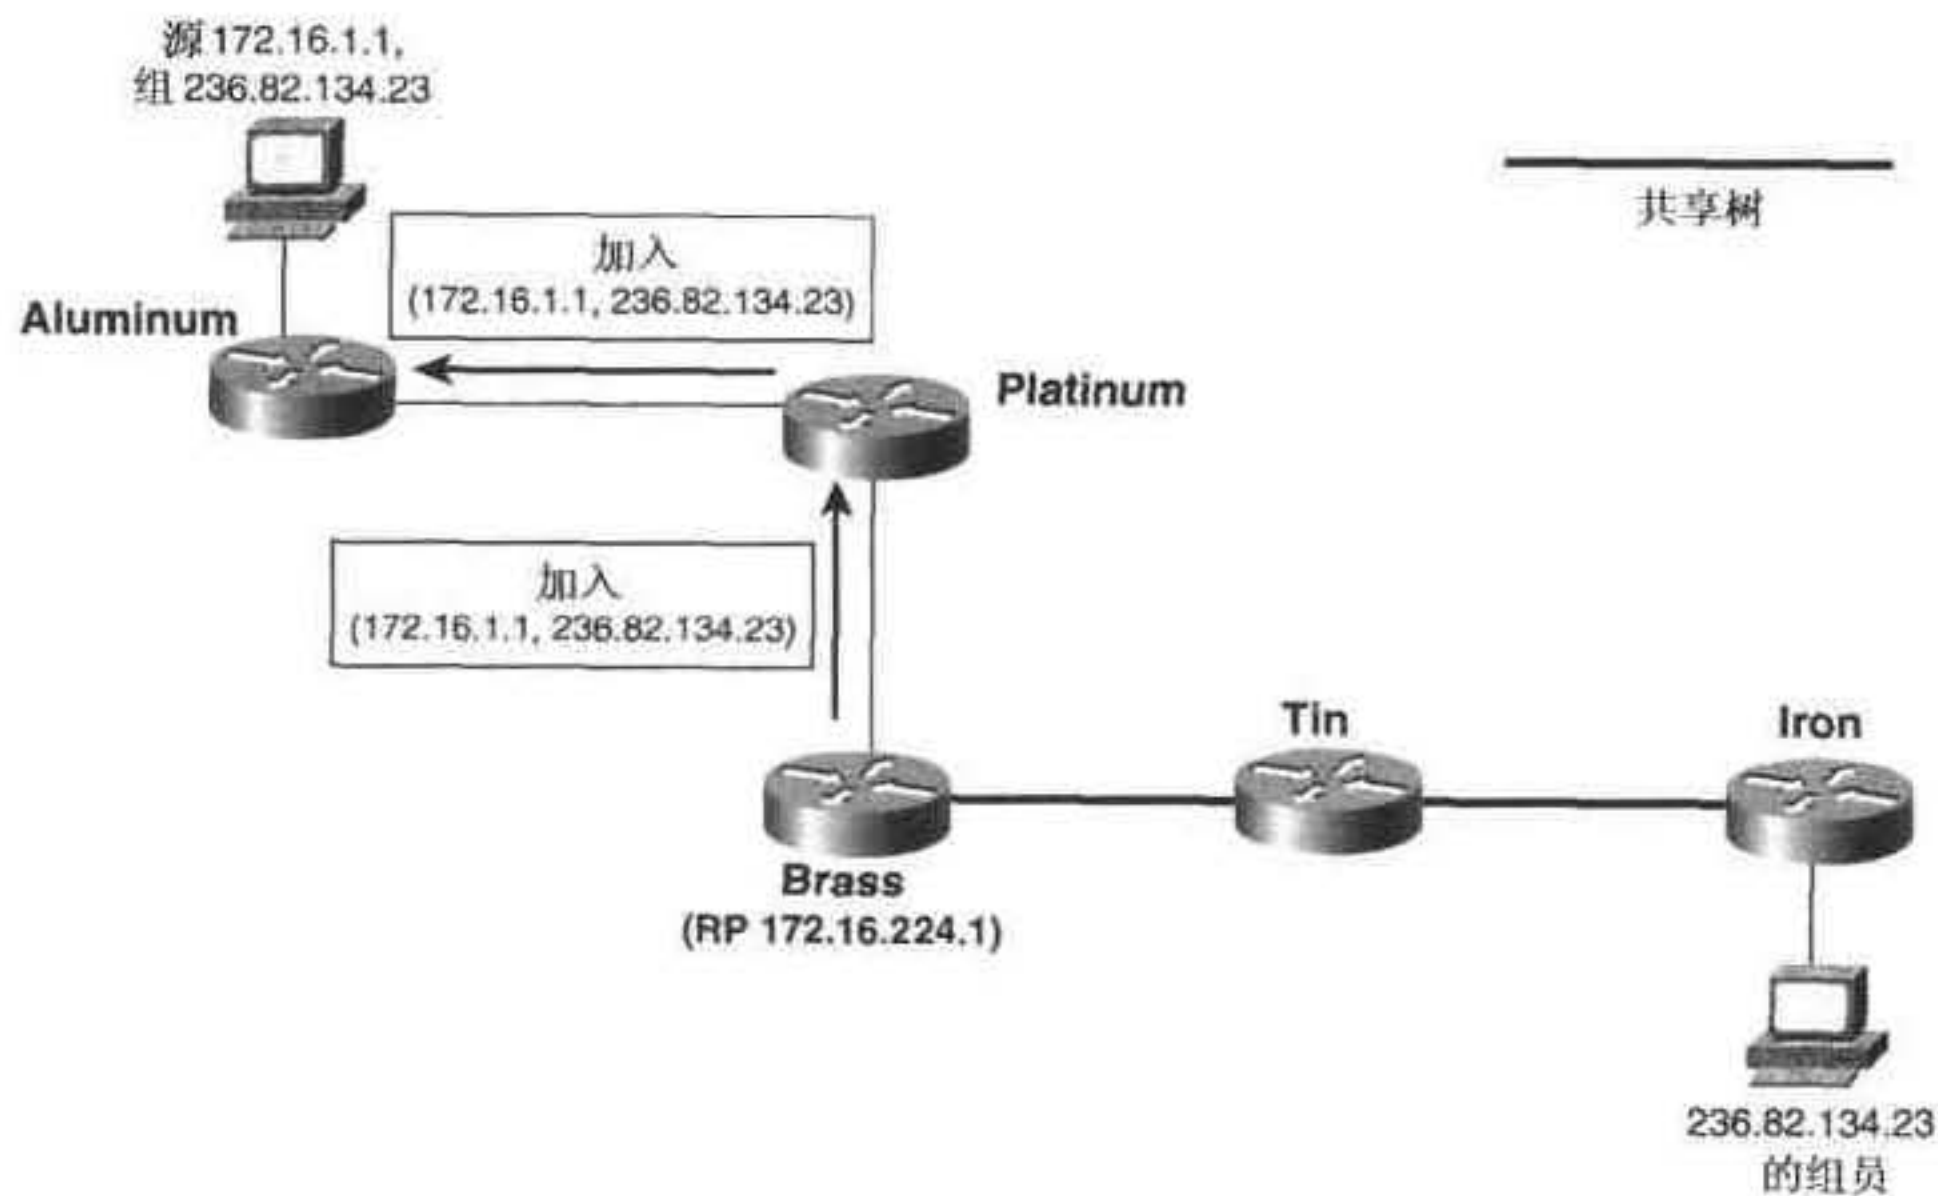 源 172.16.1.1,
组 236.82.134.23
共享树
加入
(172.16.1.1, 236.82.134.23)
Aluminum
Platinum
加入
(172.16.1.1, 236.82.134.23)
Tin
Iron
Brass
(RP 172.16.224.1)
236.82.134.23
的组员